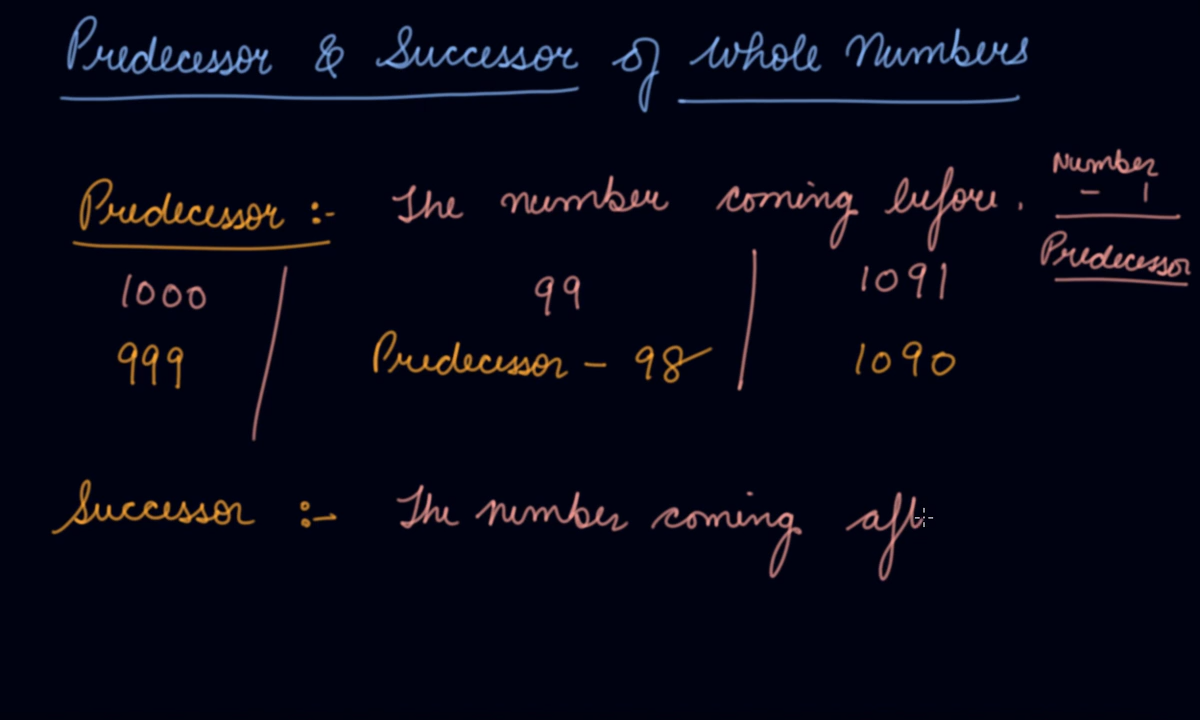 Predecessor & Successor of Whole Numbers
Number
- 1
Predecessor :- The number coming before.
Predecessor
1000 99 1091
999 Predecessor - 98 1090
Successor :- The number coming aft